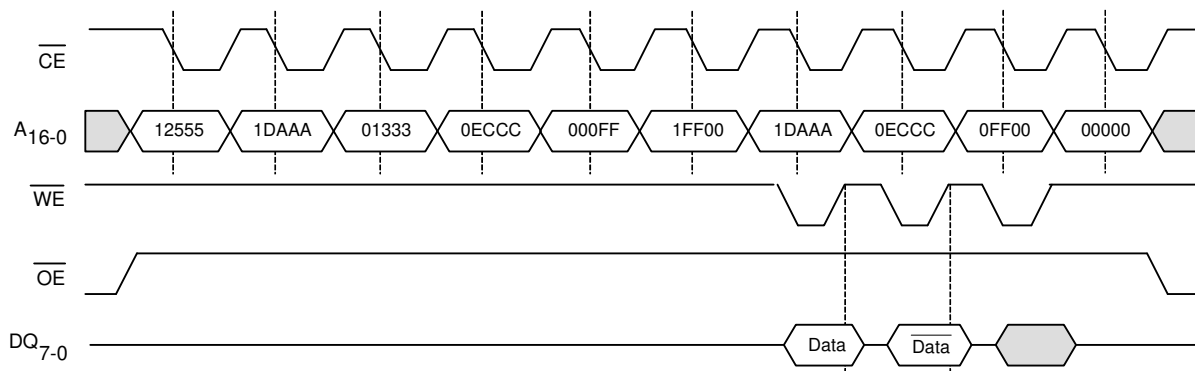 CE
A16-0 12555 1DAAA 01333 0ECCC 000FF 1FF00 1DAAA 0ECCC 0FF00 00000
WE
OE
DQ7-0 Data Data